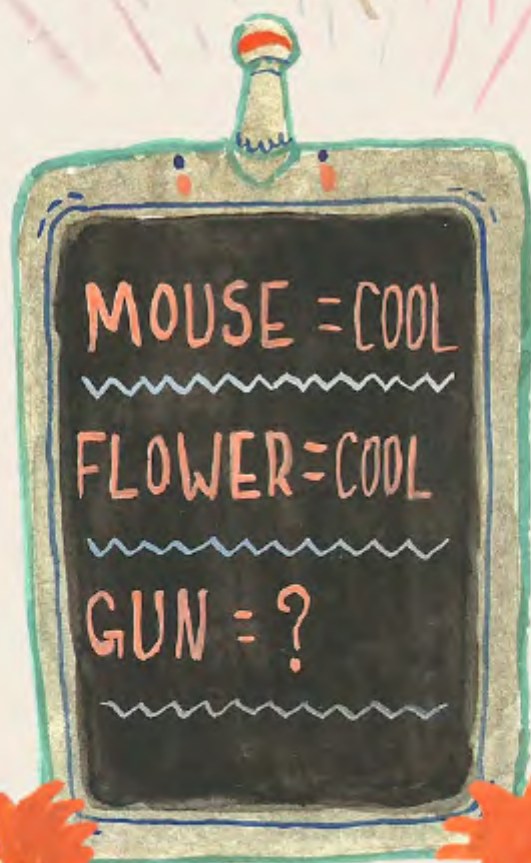 MOUSE = COOL
FLOWER = COOL
GUN = ?